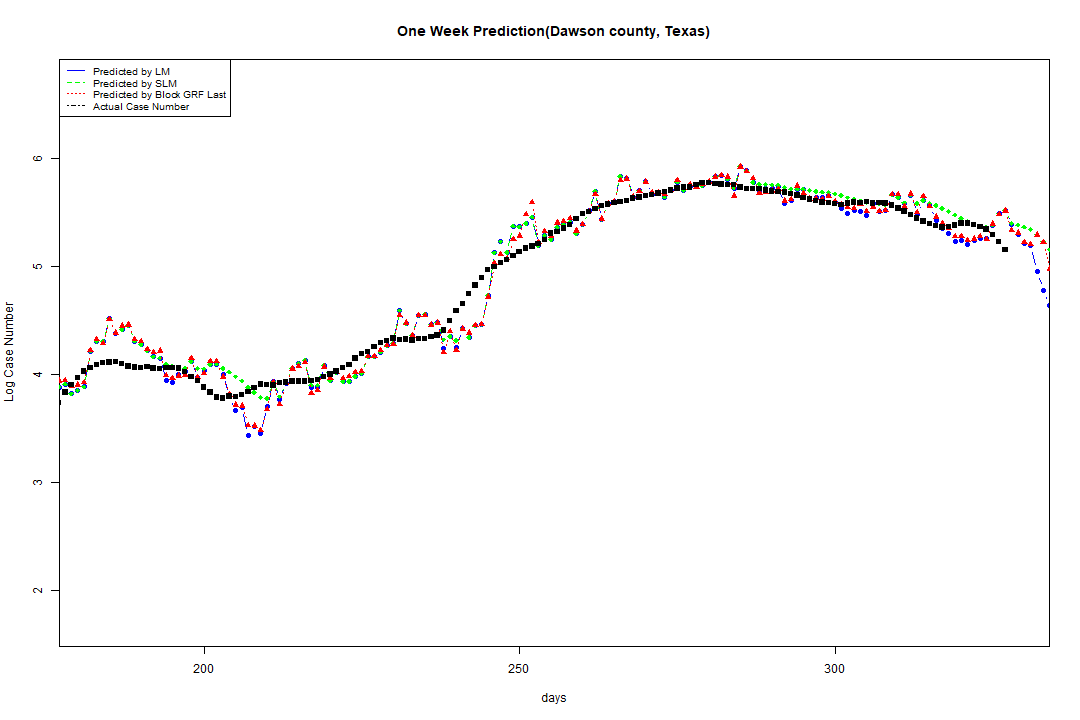 One Week Prediction(Dawson county, Texas)
Predicted by LM
Predicted by SLM
Predicted by Block GRF Last
Actual Case Number
6
5
4
3
2
Log Case Number
200 250 300
days